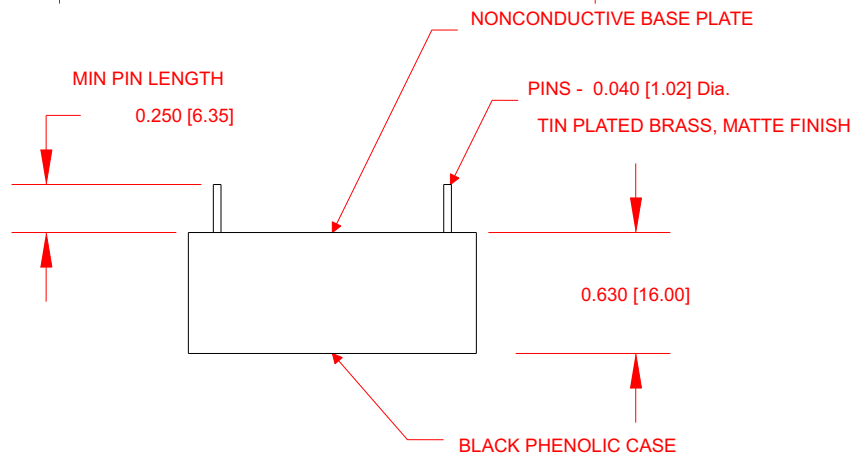 NONCONDUCTIVE BASE PLATE
MIN PIN LENGTH
0.250 [6.35]
PINS - 0.040 [1.02] Dia.
TIN PLATED BRASS, MATTE FINISH
0.630 [16.00]
BLACK PHENOLIC CASE